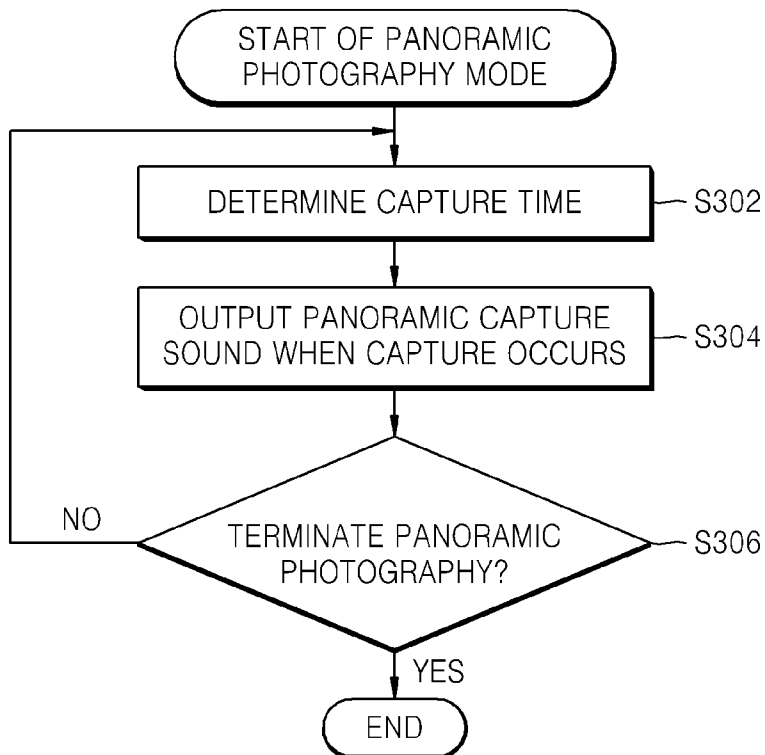 START OF PANORAMIC
PHOTOGRAPHY MODE
DETERMINE CAPTURE TIME
S302
OUTPUT PANORAMIC CAPTURE
SOUND WHEN CAPTURE OCCURS
S304
NO
TERMINATE PANORAMIC
PHOTOGRAPHY?
S306
YES
END